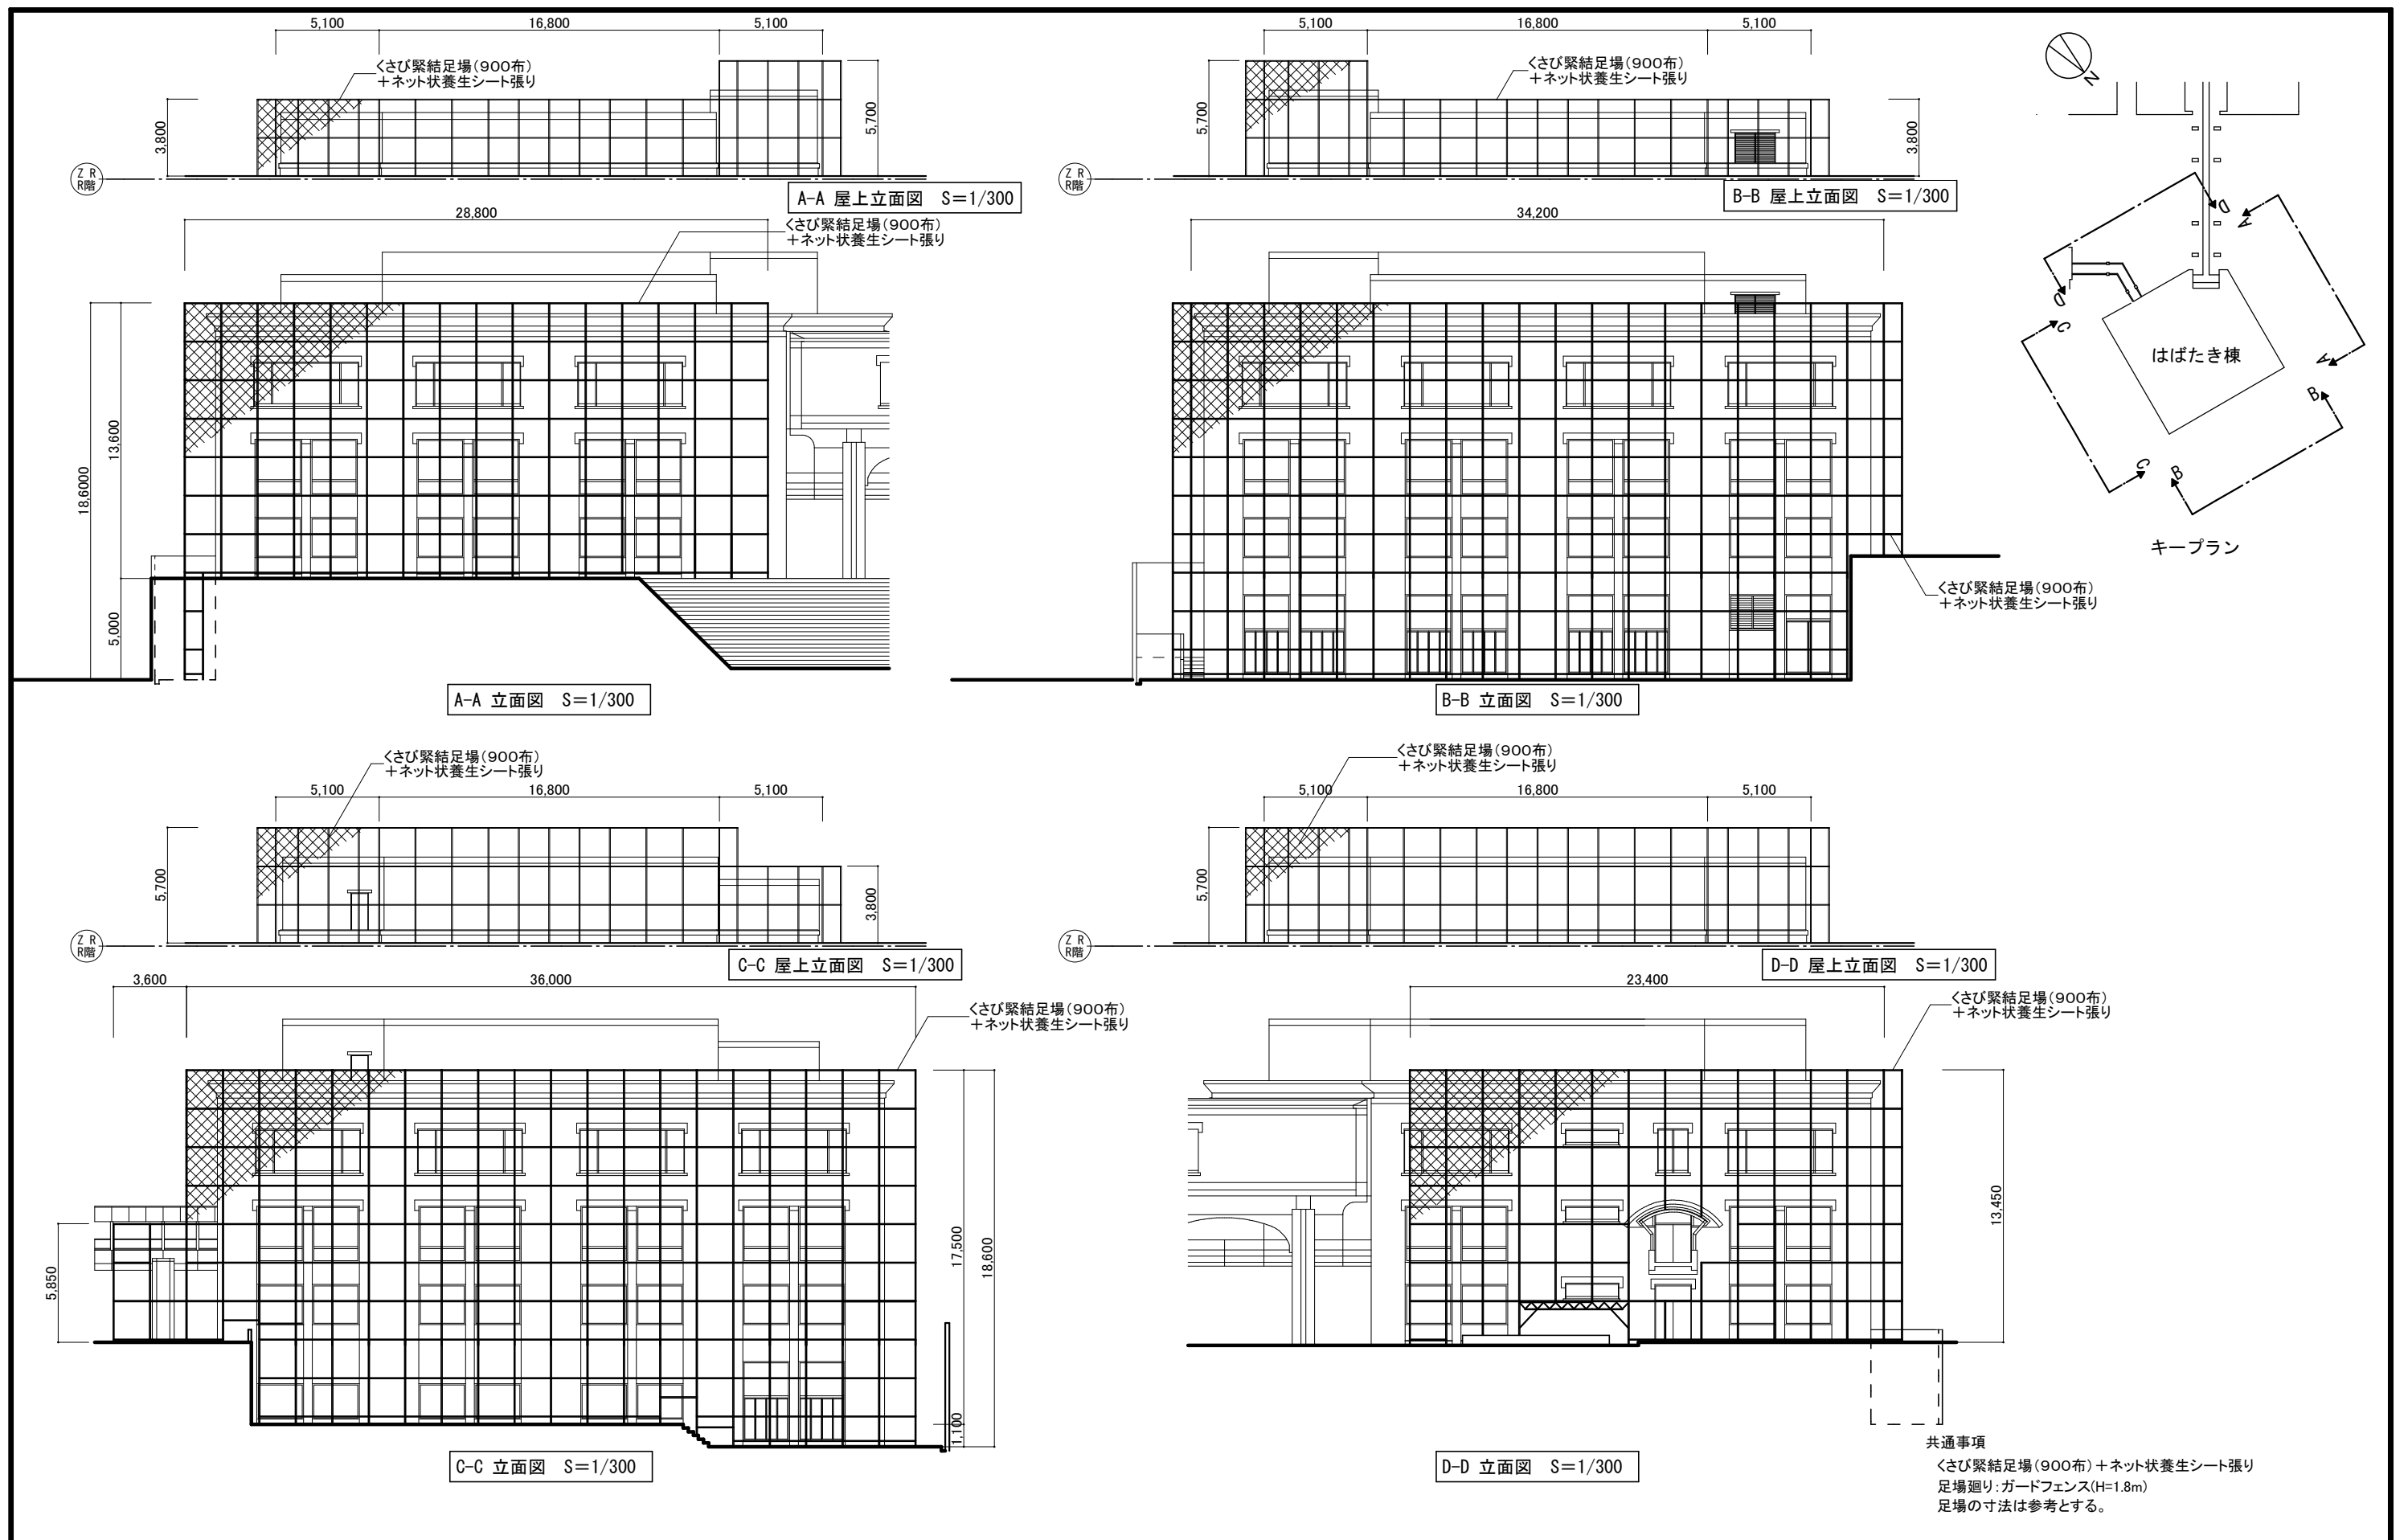 5,100 16,800 5,100
くさび緊結足場(900布)
+ネット状養生シート張り
3,800
5,700
Z R
R階
A-A 屋上立面図 S=1/300
5,100 16,800 5,100
くさび緊結足場(900布)
+ネット状養生シート張り
5,700
3,800
Z R
R階
B-B 屋上立面図 S=1/300
28,800
くさび緊結足場(900布)
+ネット状養生シート張り
18,6000
13,600
5,000
A-A 立面図 S=1/300
34,200
くさび緊結足場(900布)
+ネット状養生シート張り
B-B 立面図 S=1/300
N
D
A
D
C
はばたき棟
A
B
C
B
キープラン
くさび緊結足場(900布)
+ネット状養生シート張り
5,100 16,800 5,100
5,700
3,800
Z R
R階
C-C 屋上立面図 S=1/300
くさび緊結足場(900布)
+ネット状養生シート張り
5,100 16,800 5,100
5,700
Z R
R階
D-D 屋上立面図 S=1/300
3,600 36,000
くさび緊結足場(900布)
+ネット状養生シート張り
5,850
17,500
18,600
1,100
C-C 立面図 S=1/300
23,400
くさび緊結足場(900布)
+ネット状養生シート張り
13,450
D-D 立面図 S=1/300
共通事項
くさび緊結足場(900布)+ネット状養生シート張り
足場廻り:ガードフェンス(H=1.8m)
足場の寸法は参考とする。